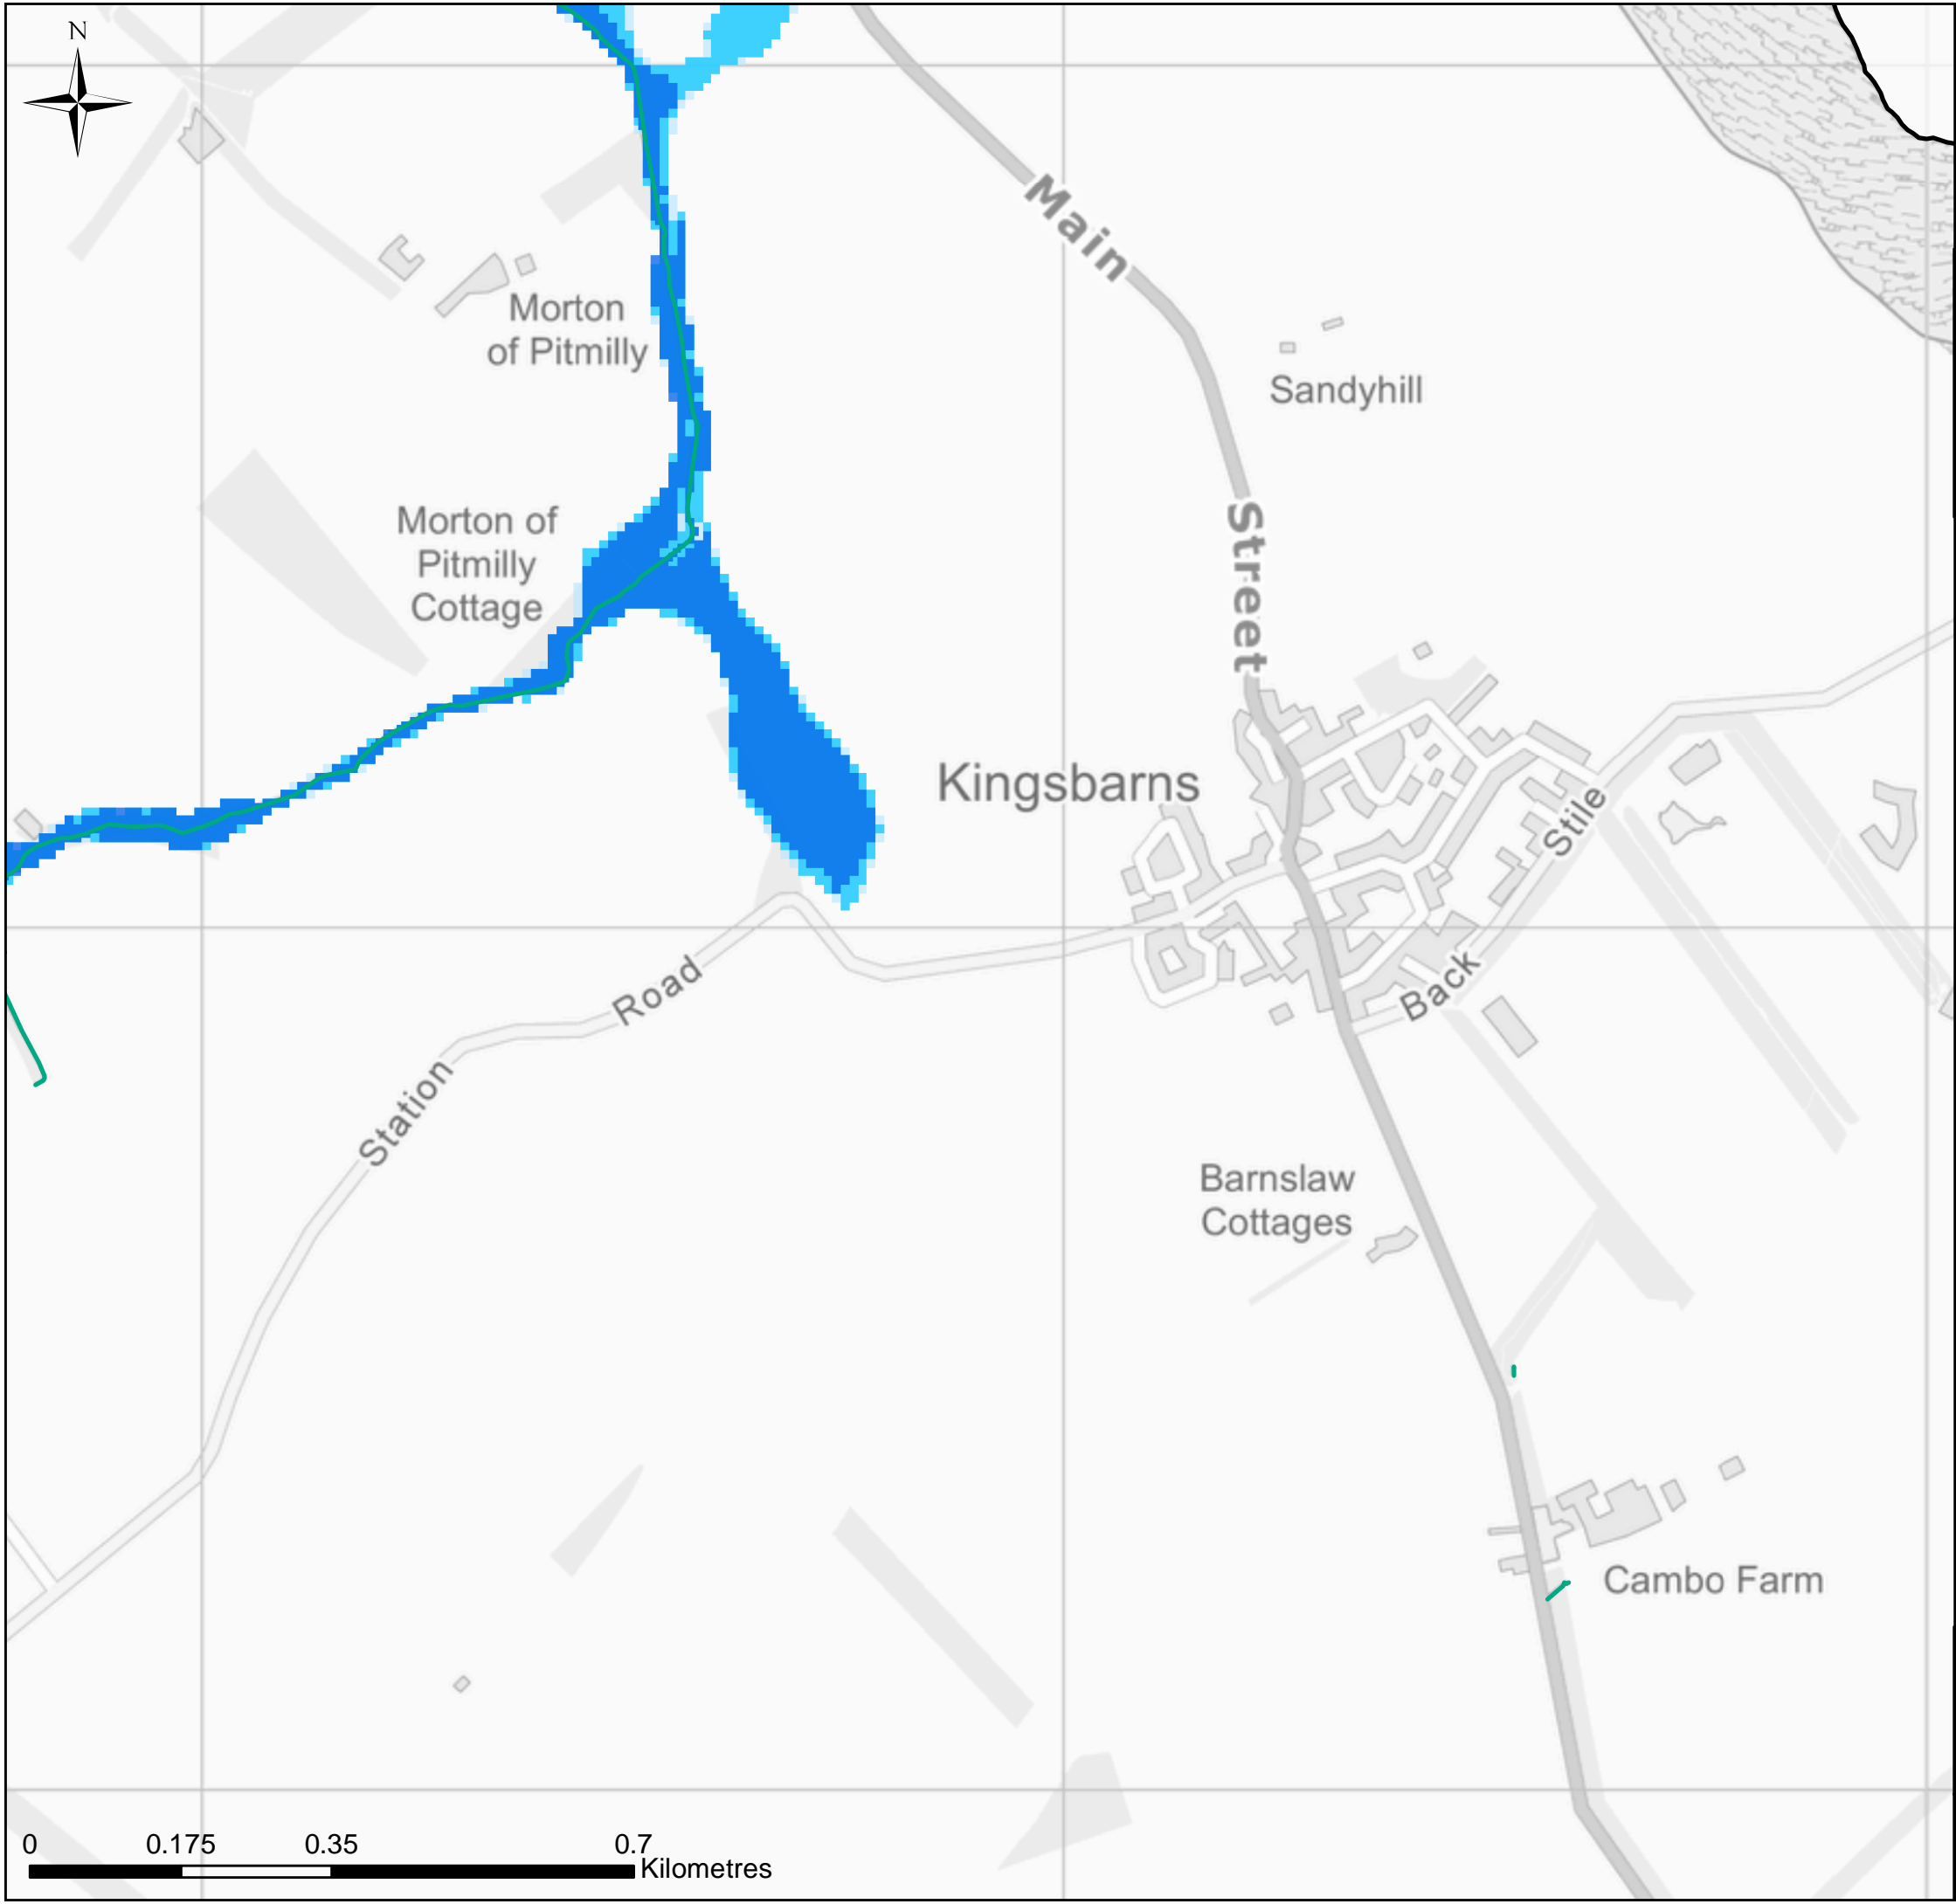 N
Main
Street
Morton
of Pitmilly
Sandyhill
Morton of
Pitmilly
Cottage
Kingsbarns
Stile
Back
Road
Station
Barnslaw
Cottages
Cambo Farm
0 0.175 0.35 0.7
Kilometres